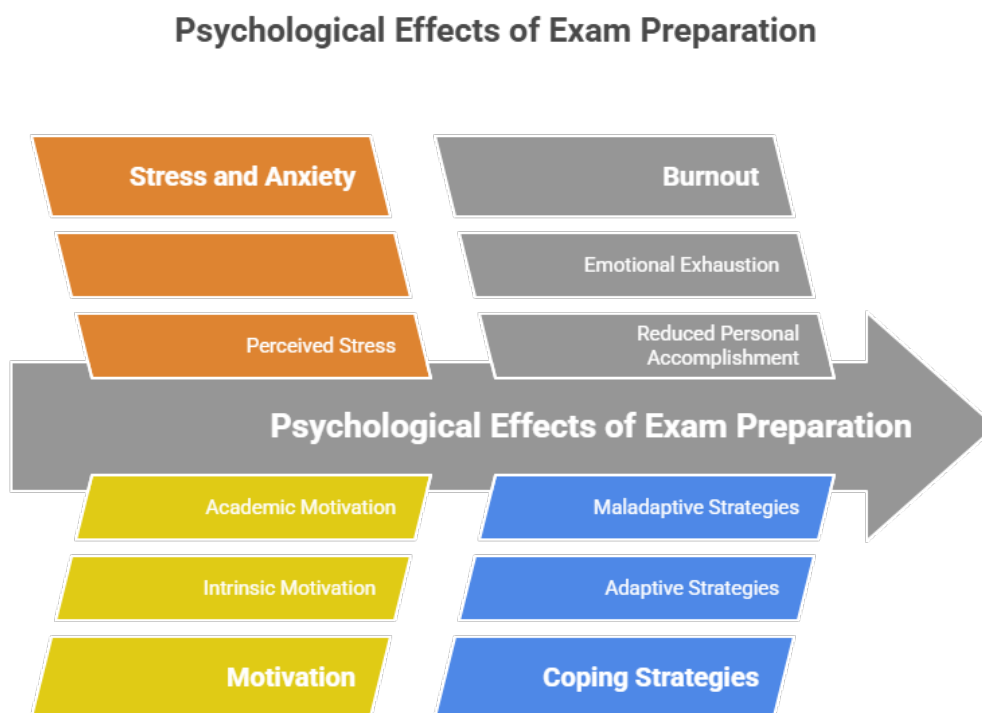 Psychological Effects of Exam Preparation
Stress and Anxiety
Perceived Stress
Burnout
Emotional Exhaustion
Reduced Personal
Accomplishment
Psychological Effects of Exam Preparation
Academic Motivation
Intrinsic Motivation
Motivation
Maladaptive Strategies
Adaptive Strategies
Coping Strategies